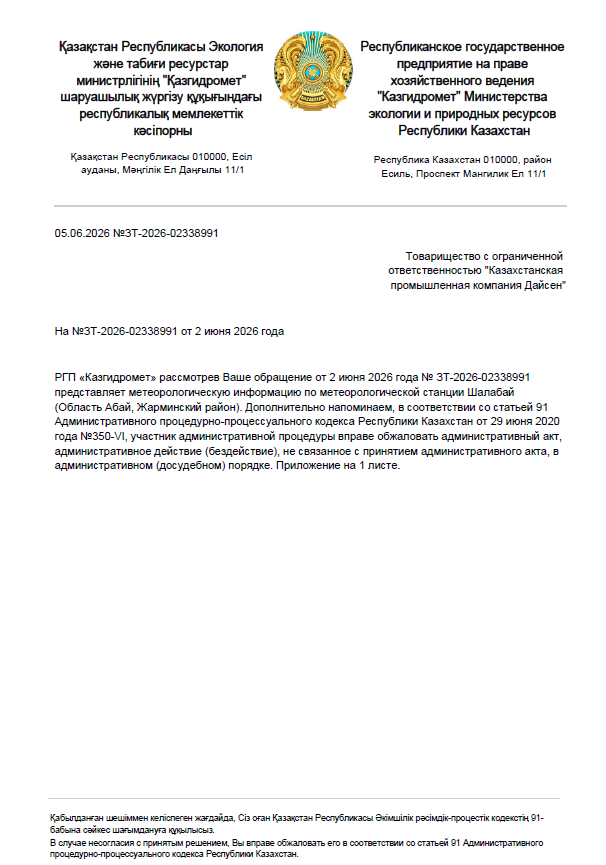 Қазақстан Республикасы Экология
және табиғи ресурстар
министрлігінің "Қазгидромет"
шаруашылық жүргізу құқығындағы
республикалық мемлекеттік
кәсіпорны
Қазақстан Республикасы 010000, Есіл
ауданы, Мәңгілік Ел Даңғылы 11/1
Республиканское государственное
предприятие на праве
хозяйственного ведения
"Казгидромет" Министерства
экологии и природных ресурсов
Республики Казахстан
Республика Казахстан 010000, район
Есиль, Проспект Мангилик Ел 11/1
05.06.2026 №ЗТ-2026-02338991
Товарищество с ограниченной
ответственностью "Казахстанская
промышленная компания Дайсен"
На №ЗТ-2026-02338991 от 2 июня 2026 года
РГП «Казгидромет» рассмотрев Ваше обращение от 2 июня 2026 года № ЗТ-2026-02338991
представляет метеорологическую информацию по метеорологической станции Шалабай
(Область Абай, Жарминский район). Дополнительно напоминаем, в соответствии со статьей 91
Административного процедурно-процессуального кодекса Республики Казахстан от 29 июня 2020
года №350-VI, участник административной процедуры вправе обжаловать административный акт,
административное действие (бездействие), не связанное с принятием административного акта, в
административном (досудебном) порядке. Приложение на 1 листе.
Қабылданған шешіммен келіспеген жағдайда, Сіз оған Қазақстан Республикасы Әкімшілік рәсімдік-процестік кодекстің 91-
бабына сәйкес шағымдануға құқылысыз.
В случае несогласия с принятым решением, Вы вправе обжаловать его в соответствии со статьей 91 Административного
процедурно-процессуального кодекса Республики Казахстан.